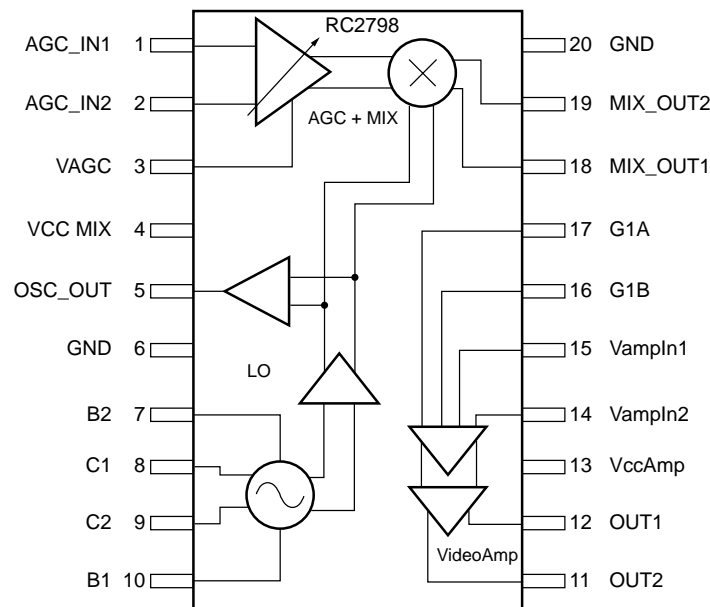 RC2798
AGC_IN1 1
20 GND
AGC_IN2 2
19 MIX_OUT2
AGC + MIX
VAGC 3
18 MIX_OUT1
VCC MIX 4
17 G1A
OSC_OUT 5
16 G1B
GND 6
15 VampIn1
LO
B2 7
14 VampIn2
C1 8
13 VccAmp
C2 9
12 OUT1
VideoAmp
B1 10
11 OUT2